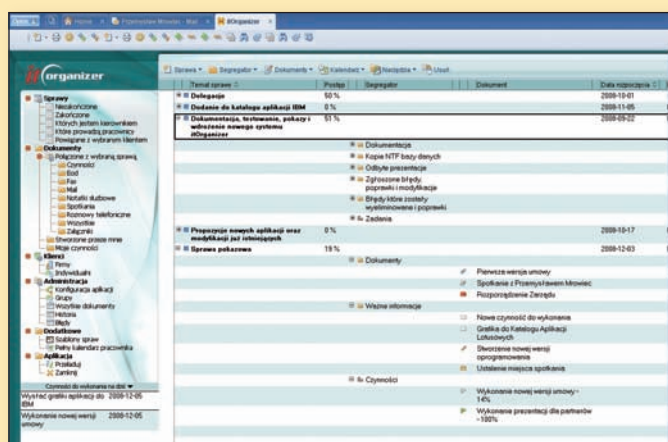 Home
Przemysław Mrowiec - Mail
itOrganizer
organizer
Sprawa Segregator Dokumenty Kalendarz Narzędzia Usuń
Temat sprawy Postęp Segregator Dokument Data rozpoczęcia
Delegacje 50 % 2008-10-01
Dodanie do katalogu aplikacji IBM 0 % 2008-11-05
Dokumentacja, testowanie, pokazy i 51 % 2008-09-22
wdrożenie nowego systemu
itOrganizer
Dokumentacja
Kopie NTF bazy danych
Odbyte prezentacje
Zgłoszone błędy,
poprawki i modyfikacje
Błędy które zostały
wyeliminowane i poprawki
Zadania
Propozycje nowych aplikacji oraz 0 % 2008-10-17
modyfikacji już istniejących
Sprawa pokazowa 19 % 2008-12-03
Dokumenty
Pierwsza wersja umowy
Spotkanie z Przemysławem Mrowiec
Rozporządzenie Zarządu
Ważne informacje
Nowa czynność do wykonania
Grafika do Katalogu Aplikacji
Lotusowych
Stworzenie nowej wersji
oprogramowania
Ustalenie miejsca spotkania
Czynności
Wykonanie nowej wersji umowy -
14%
Wykonanie prezentacji dla partnerów
-100%
Sprawy
Niezakończone
Zakończone
Których jestem kierownikiem
Które prowadzą pracownicy
Powiązane z wybranym klientem
Dokumenty
Połączone z wybraną sprawą
Czynności
Eod
Fax
Mail
Notatki służbowe
Spotkania
Rozmowy telefoniczne
Wszystkie
Załączniki
Stworzone przeze mnie
Moje czynności
Klienci
Firmy
Indywidualni
Administracja
Konfiguracja aplikacji
Grupy
Wszystkie dokumenty
Historia
Błędy
Dodatkowe
Szablony spraw
Pełny kalendarz pracownika
Aplikacja
Przeładuj
Zamknij
Czynności do wykonania na dziś
Wysłać grafiki aplikacji do 2008-12-05
IBM
Wykonanie nowej wersji 2008-12-05
umowy